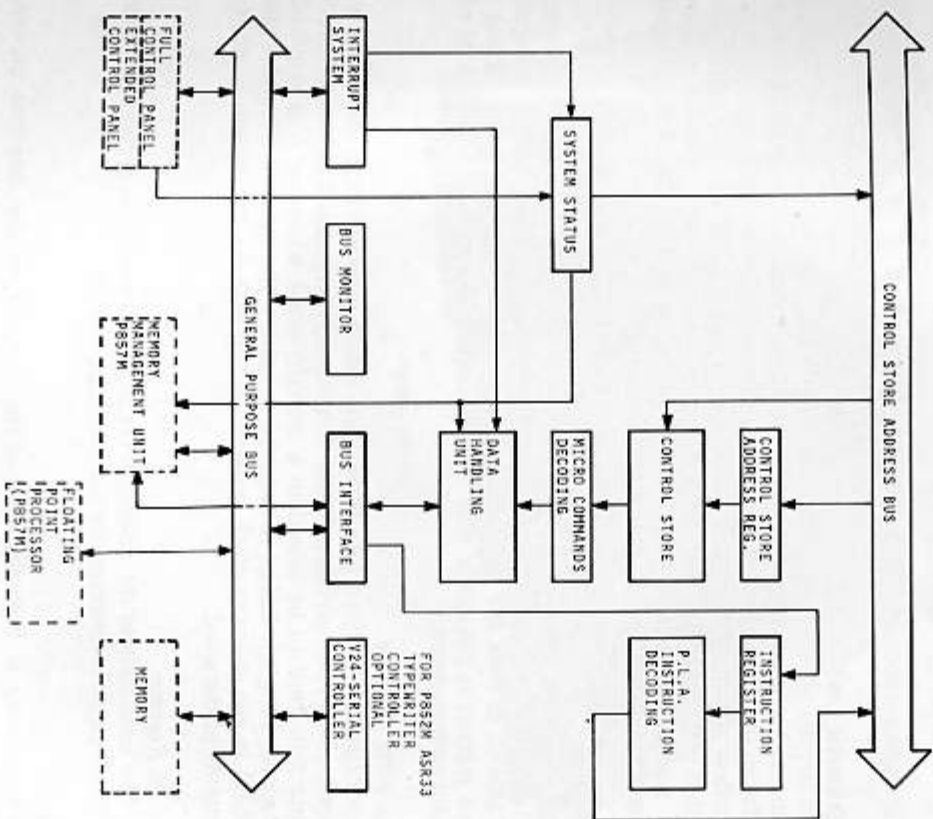 CONTROL STORE ADDRESS BUS
CONTROL STORE
ADDRESS REG.
INSTRUCTION
REGISTER
CONTROL STORE
P.L.A.
INSTRUCTION
DECODING
SYSTEM STATUS
MICRO COMMANDS
DECODING
DATA
HANDLING
UNIT
FOR P852M ASR33
TYPEWRITER
CONTROLLER
OPTIONAL
INTERRUPT
SYSTEM
BUS MONITOR
BUS INTERFACE
V24-SERIAL
CONTROLLER
GENERAL PURPOSE BUS
FULL
CONTROL PANEL
EXTENDED
CONTROL PANEL
MEMORY
MANAGEMENT UNIT
P857M
MEMORY
FLOATING
POINT
PROCESSOR
(P857M)